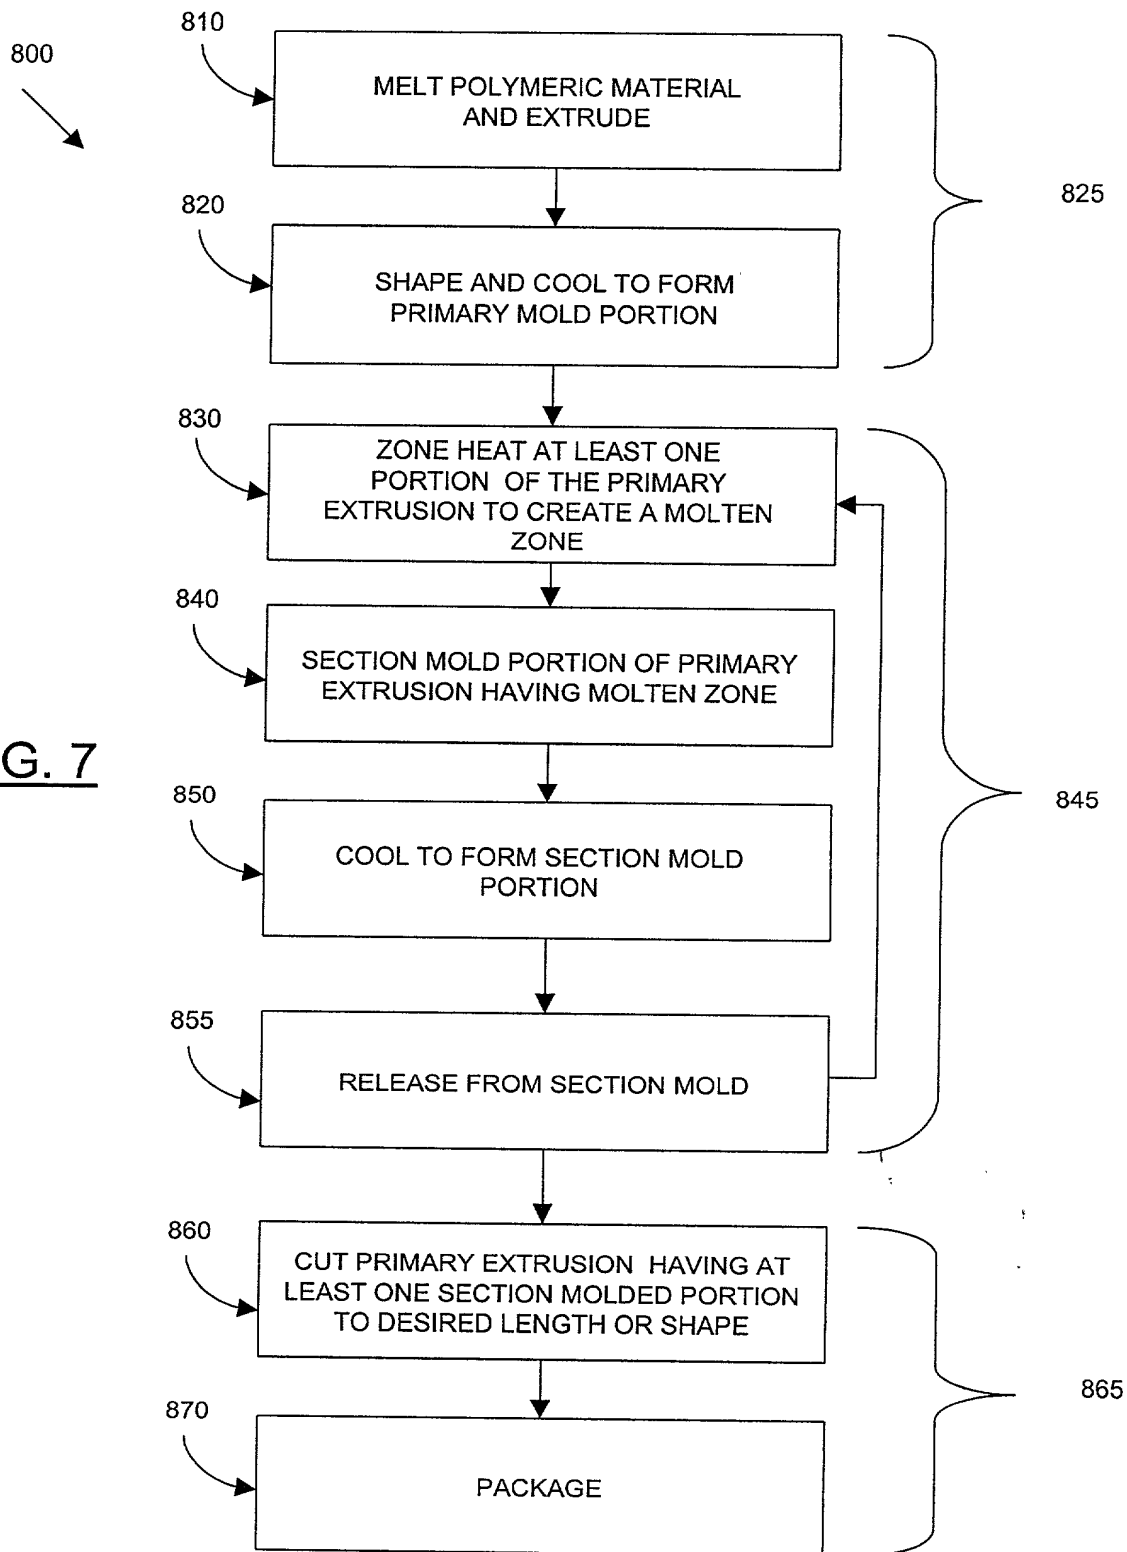 800
810
MELT POLYMERIC MATERIAL
AND EXTRUDE
825
820
SHAPE AND COOL TO FORM
PRIMARY MOLD PORTION
830
ZONE HEAT AT LEAST ONE
PORTION OF THE PRIMARY
EXTRUSION TO CREATE A MOLTEN
ZONE
840
SECTION MOLD PORTION OF PRIMARY
EXTRUSION HAVING MOLTEN ZONE
G. 7
845
850
COOL TO FORM SECTION MOLD
PORTION
855
RELEASE FROM SECTION MOLD
860
CUT PRIMARY EXTRUSION HAVING AT
LEAST ONE SECTION MOLDED PORTION
TO DESIRED LENGTH OR SHAPE
865
870
PACKAGE